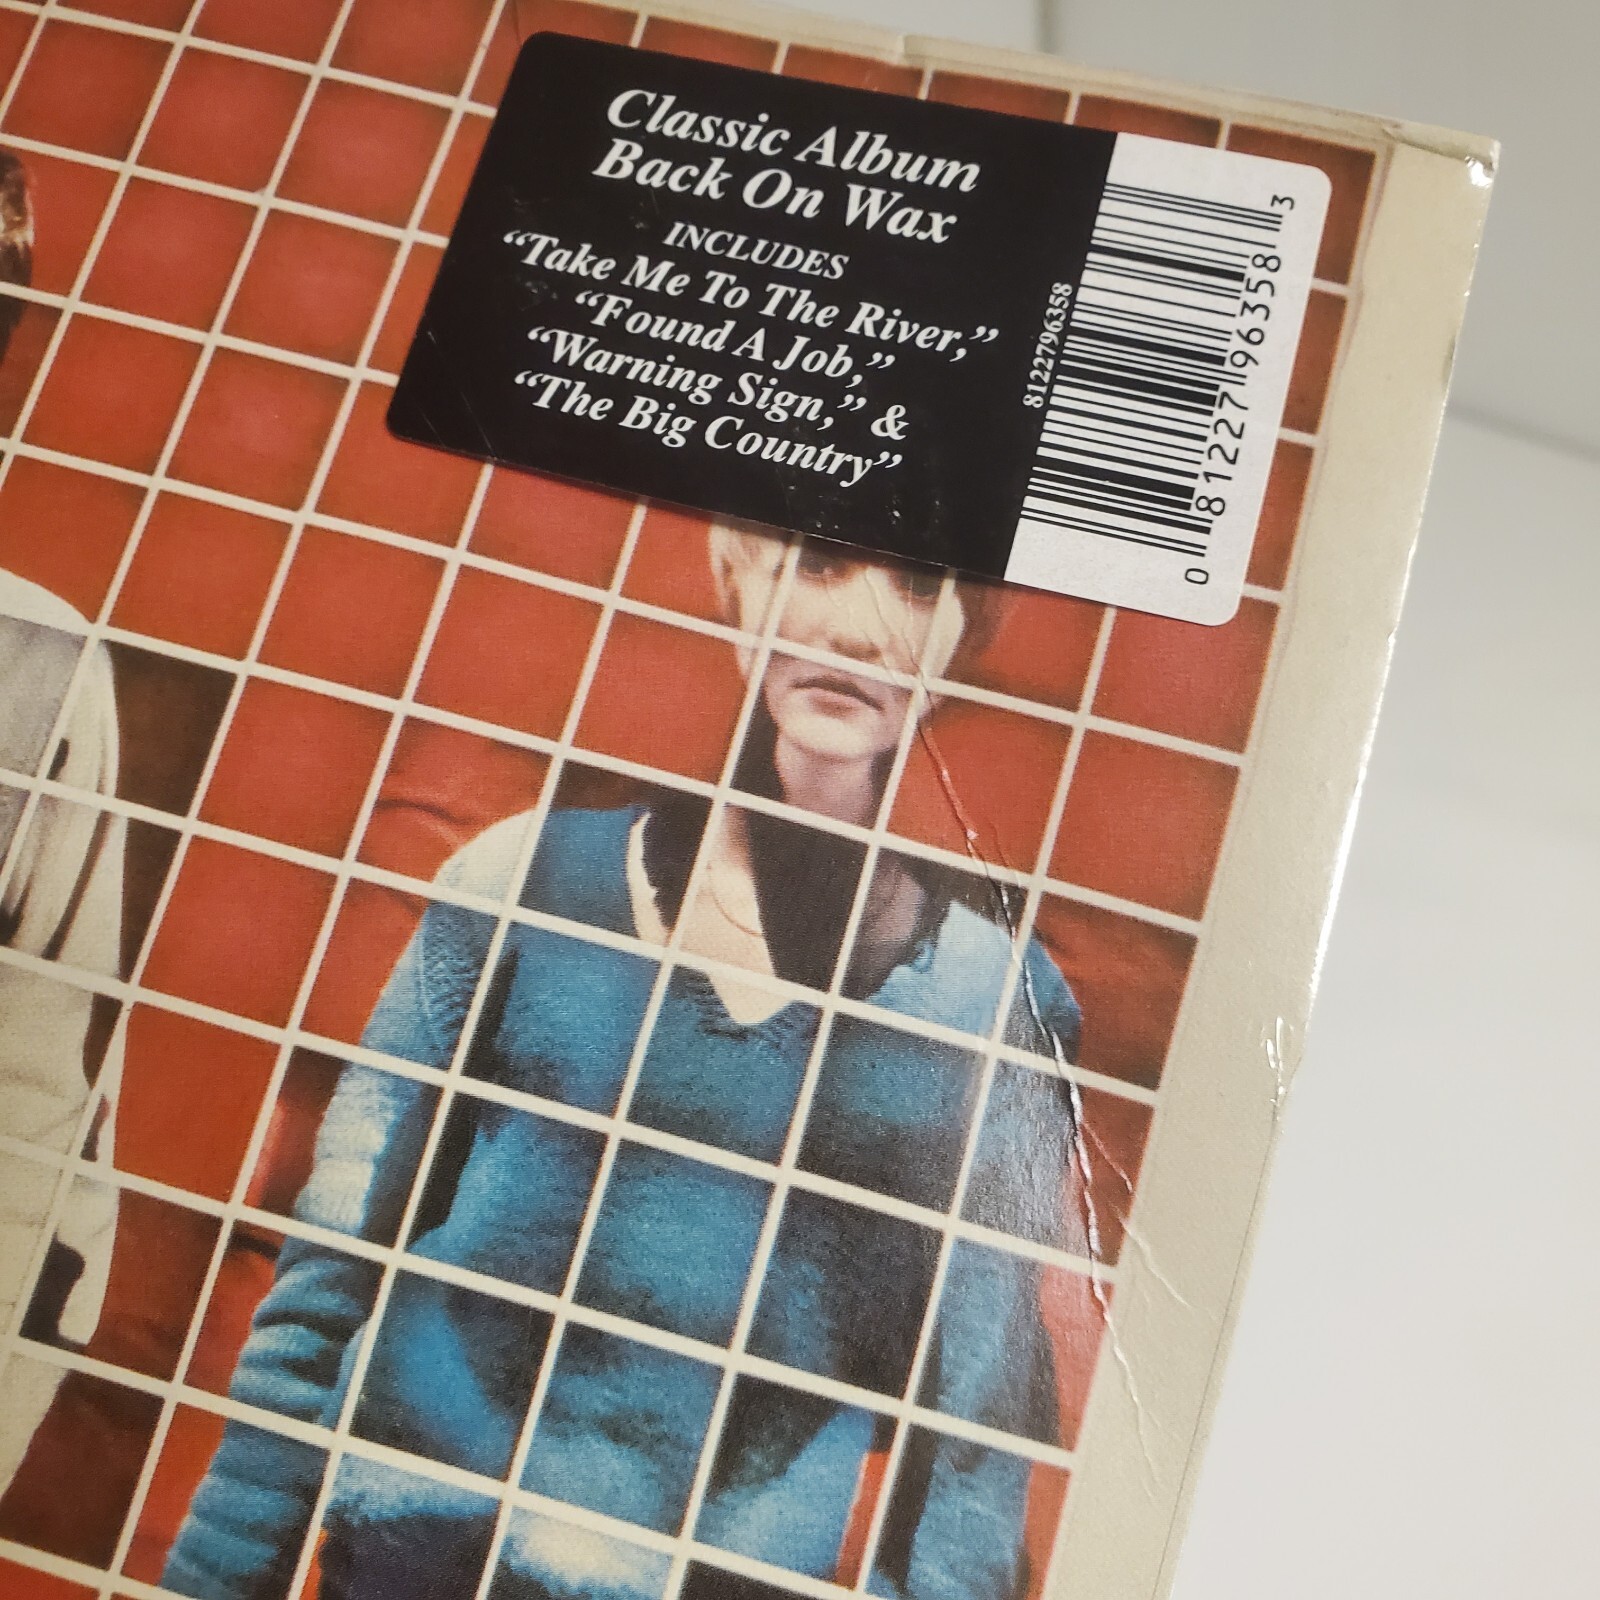 Classic Album
Back On Wax
INCLUDES
“Take Me To The River,”
“Found A Job,”
“Warning Sign,” &
“The Big Country”
8122796358
0 81227 96358 3